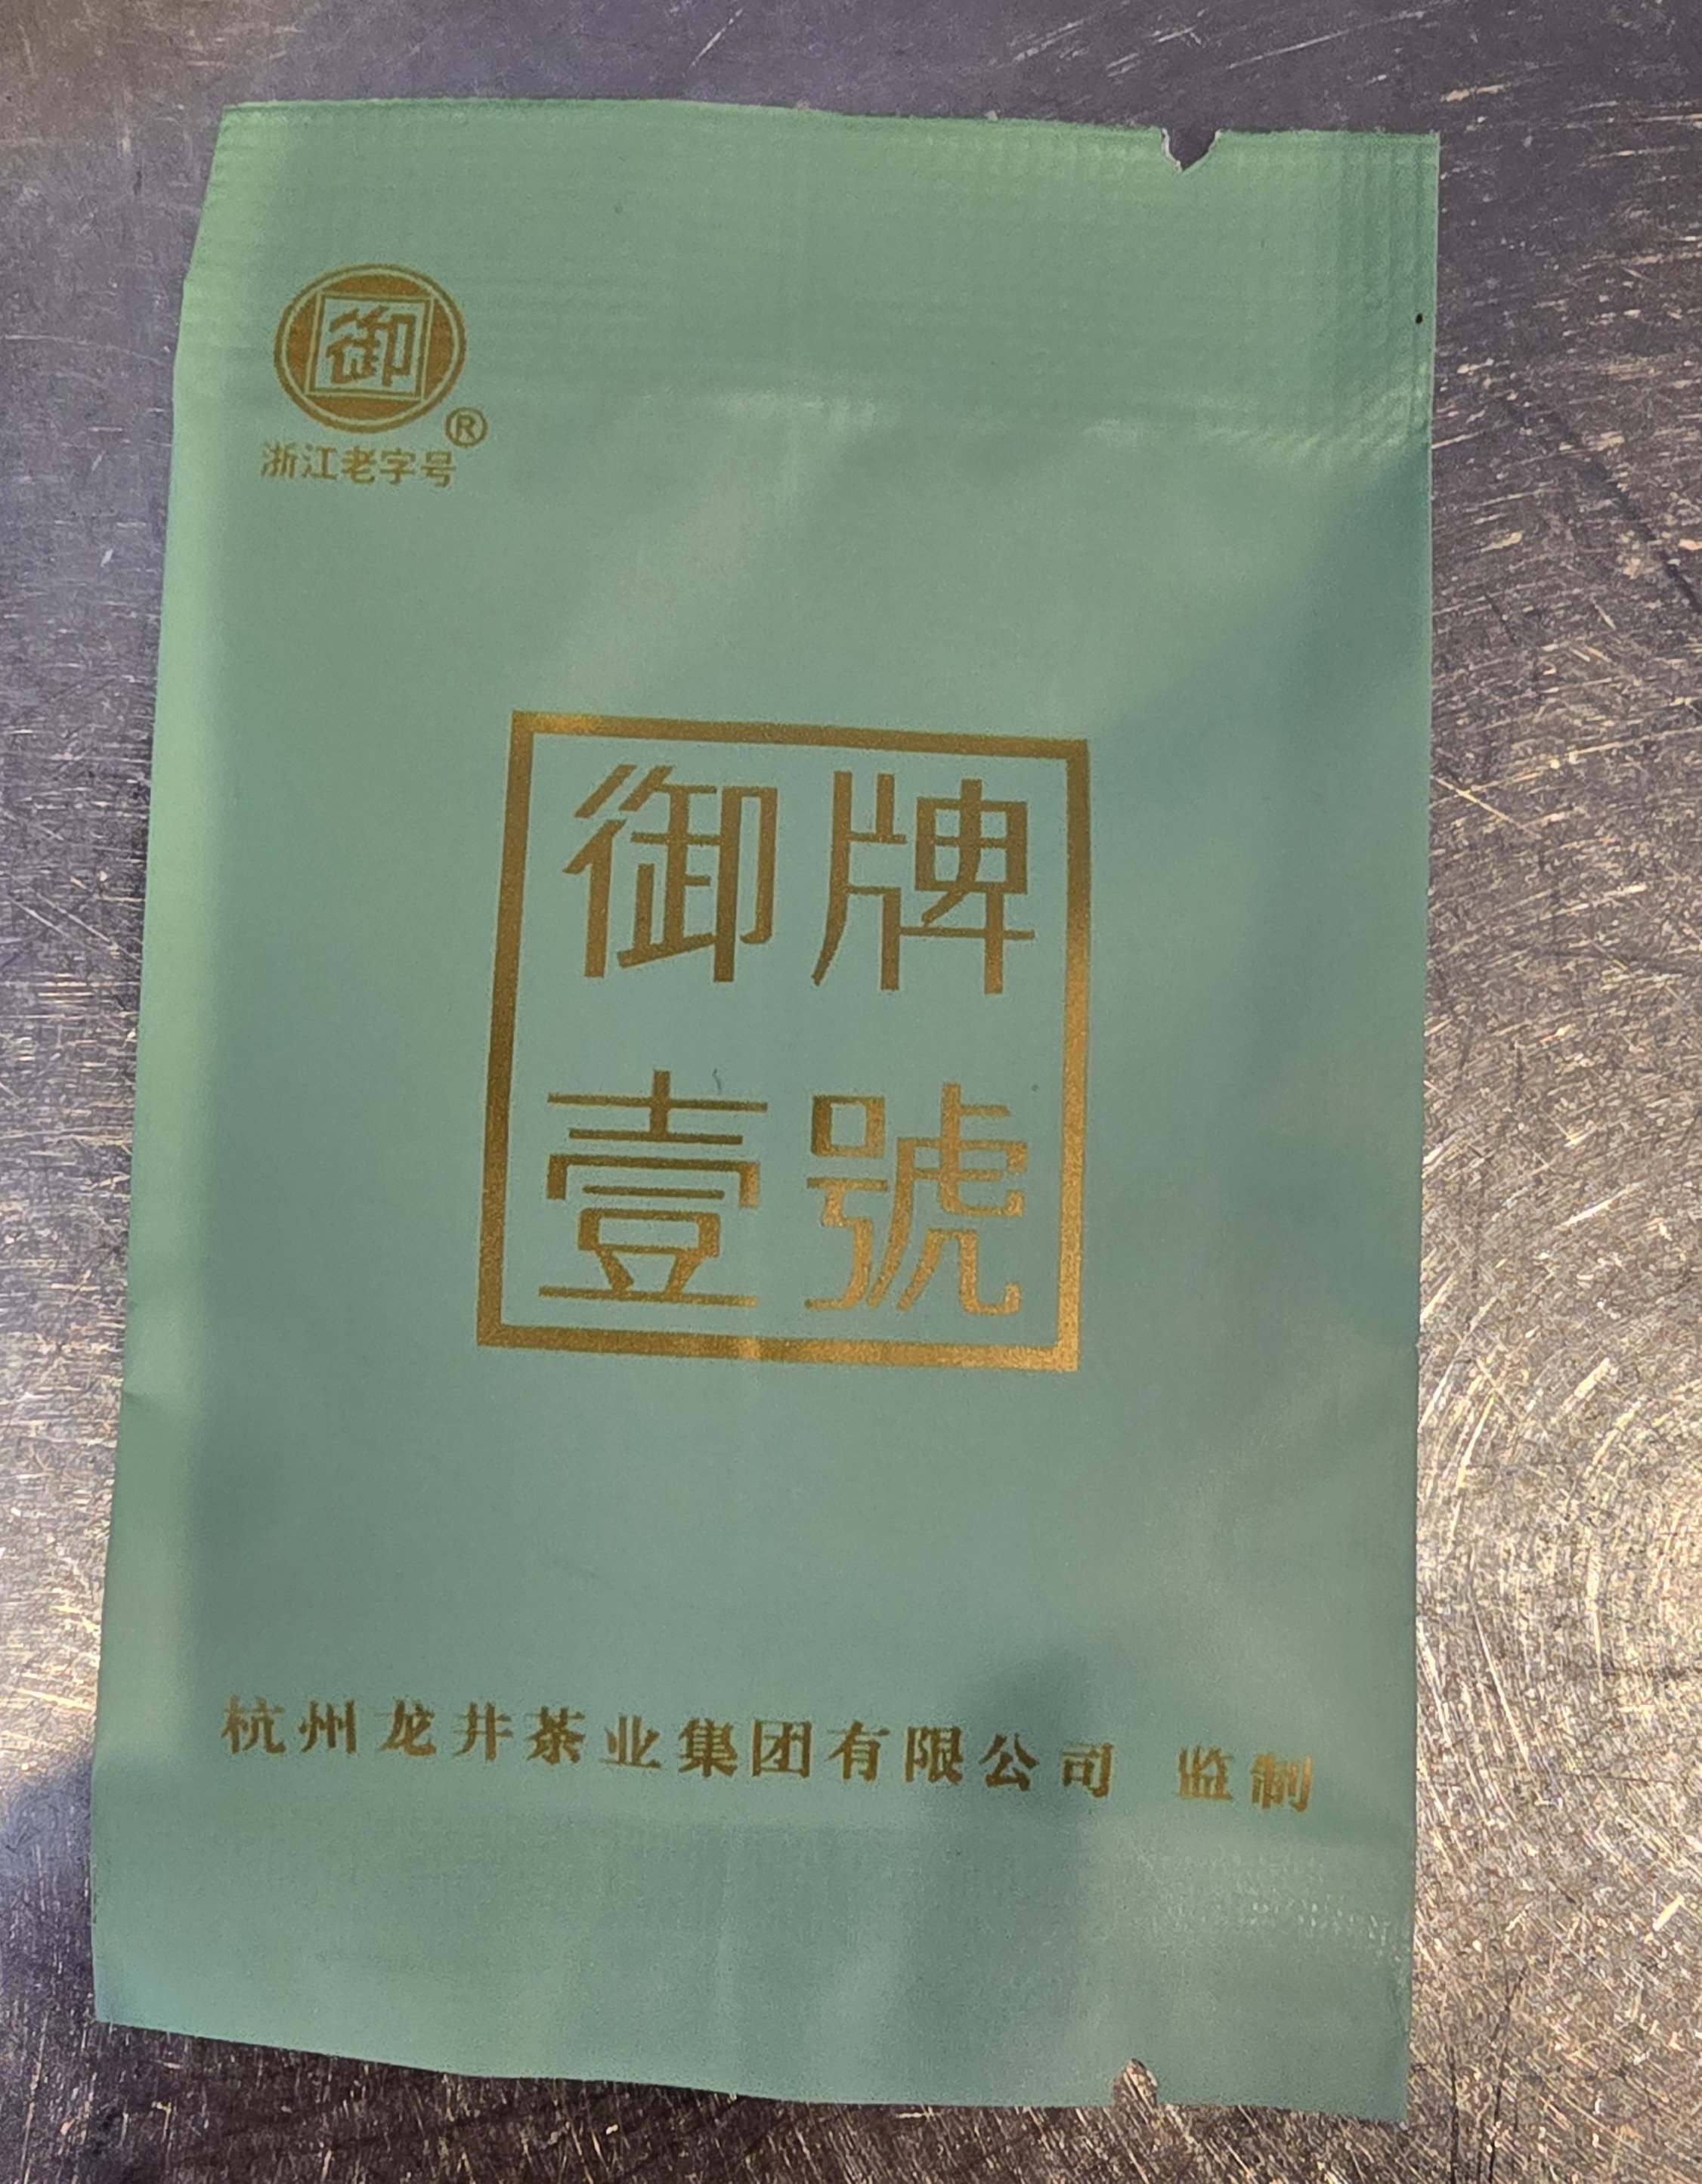 御
®
浙江老字号
御牌
壹號
杭州龙井茶业集团有限公司 监制